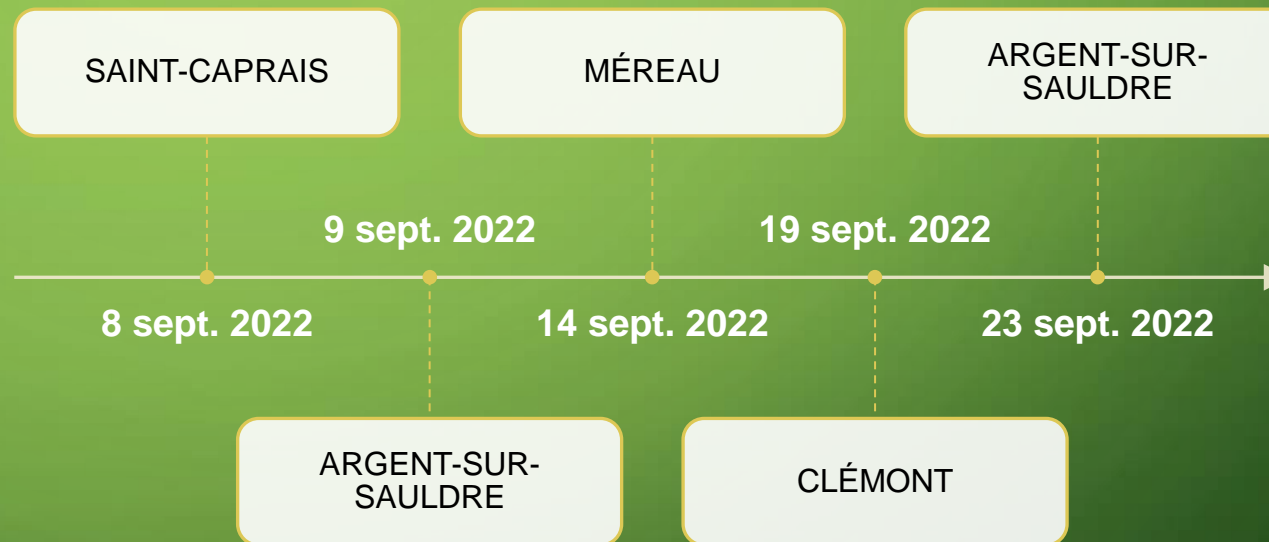 SAINT-CAPRAIS
MÉREAU
ARGENT-SUR-
SAULDRE
9 sept. 2022
19 sept. 2022
8 sept. 2022
14 sept. 2022
23 sept. 2022
ARGENT-SUR-
SAULDRE
CLÉMONT